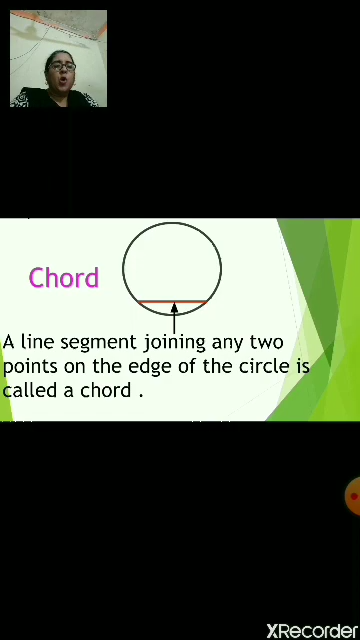 Chord
A line segment joining any two
points on the edge of the circle is
called a chord .
XRecorder